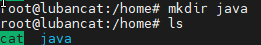 root@lubancat:/home# mkdir java
root@lubancat:/home# ls
cat  java